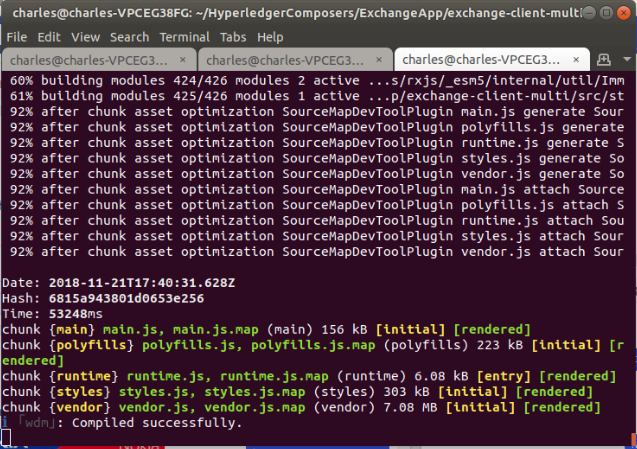 charles@charles-VPCEG38FG: ~/HyperledgerComposers/ExchangeApp/exchange-client-multi
File Edit View Search Terminal Tabs Help
charles@charles-VPCEG3... × charles@charles-VPCEG3... × charles@charles-VPCEG3... ×
60% building modules 424/426 modules 2 active ...s/rxjs/_esm5/internal/util/Imm
61% building modules 425/426 modules 1 active ...p/exchange-client-multi/src/st
92% after chunk asset optimization SourceMapDevToolPlugin main.js generate Sour
92% after chunk asset optimization SourceMapDevToolPlugin polyfills.js generate
92% after chunk asset optimization SourceMapDevToolPlugin runtime.js generate S
92% after chunk asset optimization SourceMapDevToolPlugin styles.js generate So
92% after chunk asset optimization SourceMapDevToolPlugin vendor.js generate So
92% after chunk asset optimization SourceMapDevToolPlugin main.js attach Source
92% after chunk asset optimization SourceMapDevToolPlugin polyfills.js attach S
92% after chunk asset optimization SourceMapDevToolPlugin runtime.js attach Sou
92% after chunk asset optimization SourceMapDevToolPlugin styles.js attach Sour
92% after chunk asset optimization SourceMapDevToolPlugin vendor.js attach Sour
Date: 2018-11-21T17:40:31.628Z
Hash: 6815a943801d0653e256
Time: 53248ms
chunk {main} main.js, main.js.map (main) 156 kB [initial] [rendered]
chunk {polyfills} polyfills.js, polyfills.js.map (polyfills) 223 kB [initial] [r
endered]
chunk {runtime} runtime.js, runtime.js.map (runtime) 6.08 kB [entry] [rendered]
chunk {styles} styles.js, styles.js.map (styles) 303 kB [initial] [rendered]
chunk {vendor} vendor.js, vendor.js.map (vendor) 7.08 MB [initial] [rendered]
ℹ ｢wdm｣: Compiled successfully.